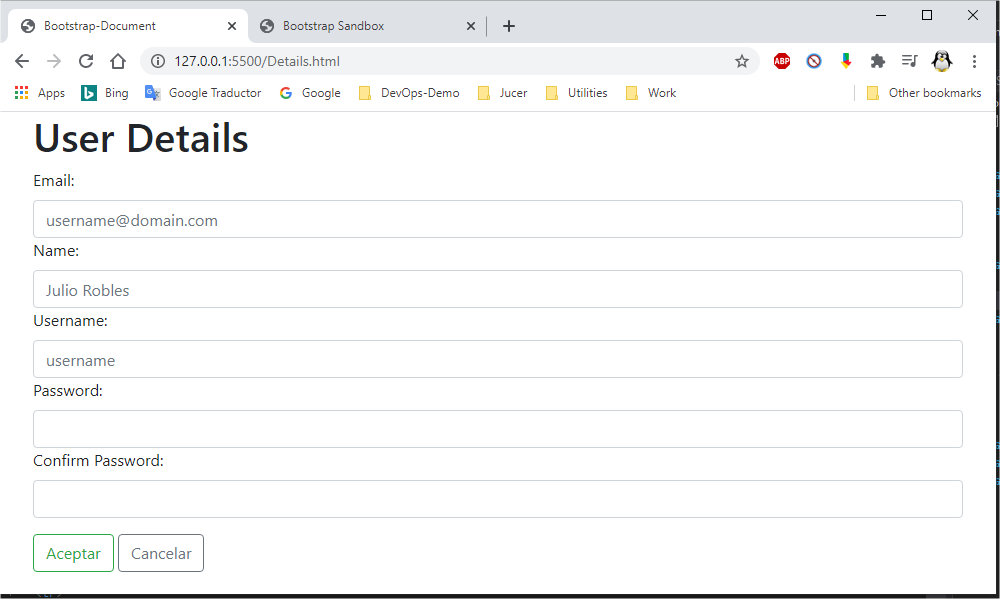 Bootstrap-Document
Bootstrap Sandbox
127.0.0.1:5500/Details.html
ABP
Apps
Bing
Google Traductor
Google
DevOps-Demo
Jucer
Utilities
Work
Other bookmarks
User Details
Email:
username@domain.com
Name:
Julio Robles
Username:
username
Password:
Confirm Password:
Aceptar
Cancelar